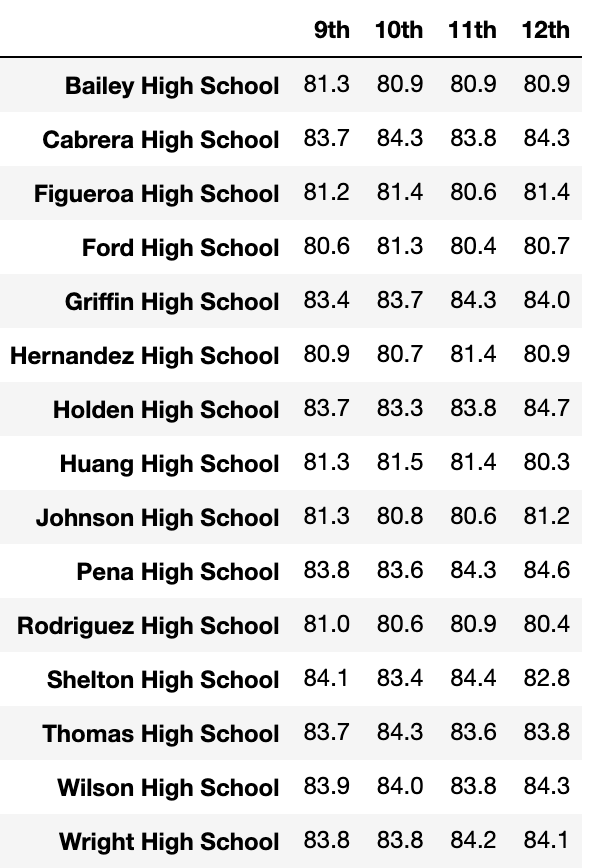 9th 10th 11th 12th
Bailey High School 81.3 80.9 80.9 80.9
Cabrera High School 83.7 84.3 83.8 84.3
Figueroa High School 81.2 81.4 80.6 81.4
Ford High School 80.6 81.3 80.4 80.7
Griffin High School 83.4 83.7 84.3 84.0
Hernandez High School 80.9 80.7 81.4 80.9
Holden High School 83.7 83.3 83.8 84.7
Huang High School 81.3 81.5 81.4 80.3
Johnson High School 81.3 80.8 80.6 81.2
Pena High School 83.8 83.6 84.3 84.6
Rodriguez High School 81.0 80.6 80.9 80.4
Shelton High School 84.1 83.4 84.4 82.8
Thomas High School 83.7 84.3 83.6 83.8
Wilson High School 83.9 84.0 83.8 84.3
Wright High School 83.8 83.8 84.2 84.1